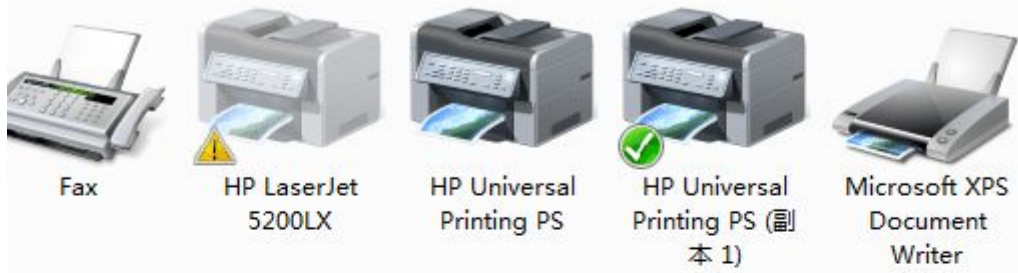 Fax
HP LaserJet
5200LX
HP Universal
Printing PS
HP Universal
Printing PS (副
本 1)
Microsoft XPS
Document
Writer